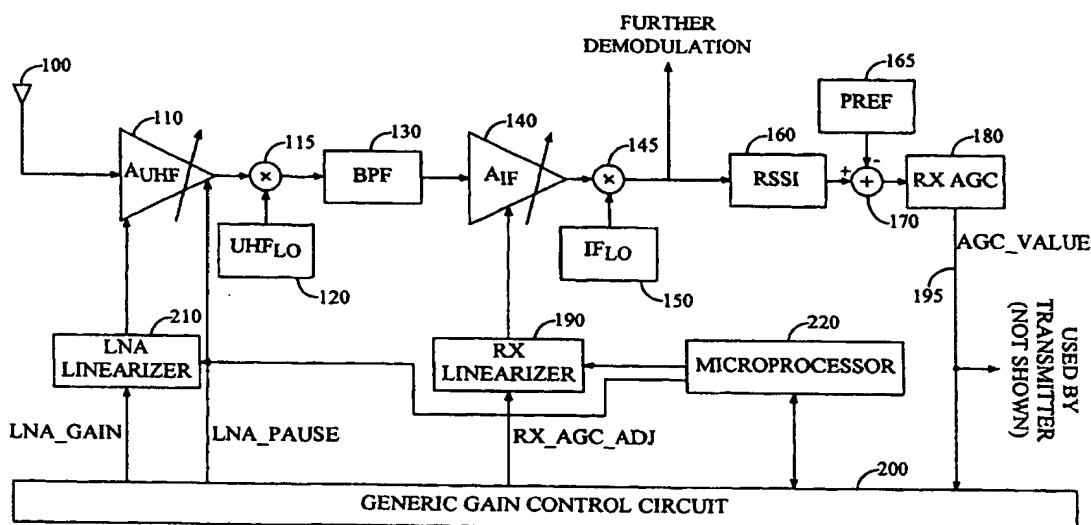 FURTHER
DEMODULATION
100
165
PREF
110
115
130
140
145
160
180
AUHF
×
BPF
AIF
×
RSSI
+
-
+
RX AGC
170
UHFLO
120
IFLO
150
AGC_VALUE
195
210
LNA
LINEARIZER
190
RX
LINEARIZER
220
MICROPROCESSOR
USED BY
TRANSMITTER
(NOT SHOWN)
LNA_GAIN
LNA_PAUSE
RX_AGC_ADJ
200
GENERIC GAIN CONTROL CIRCUIT